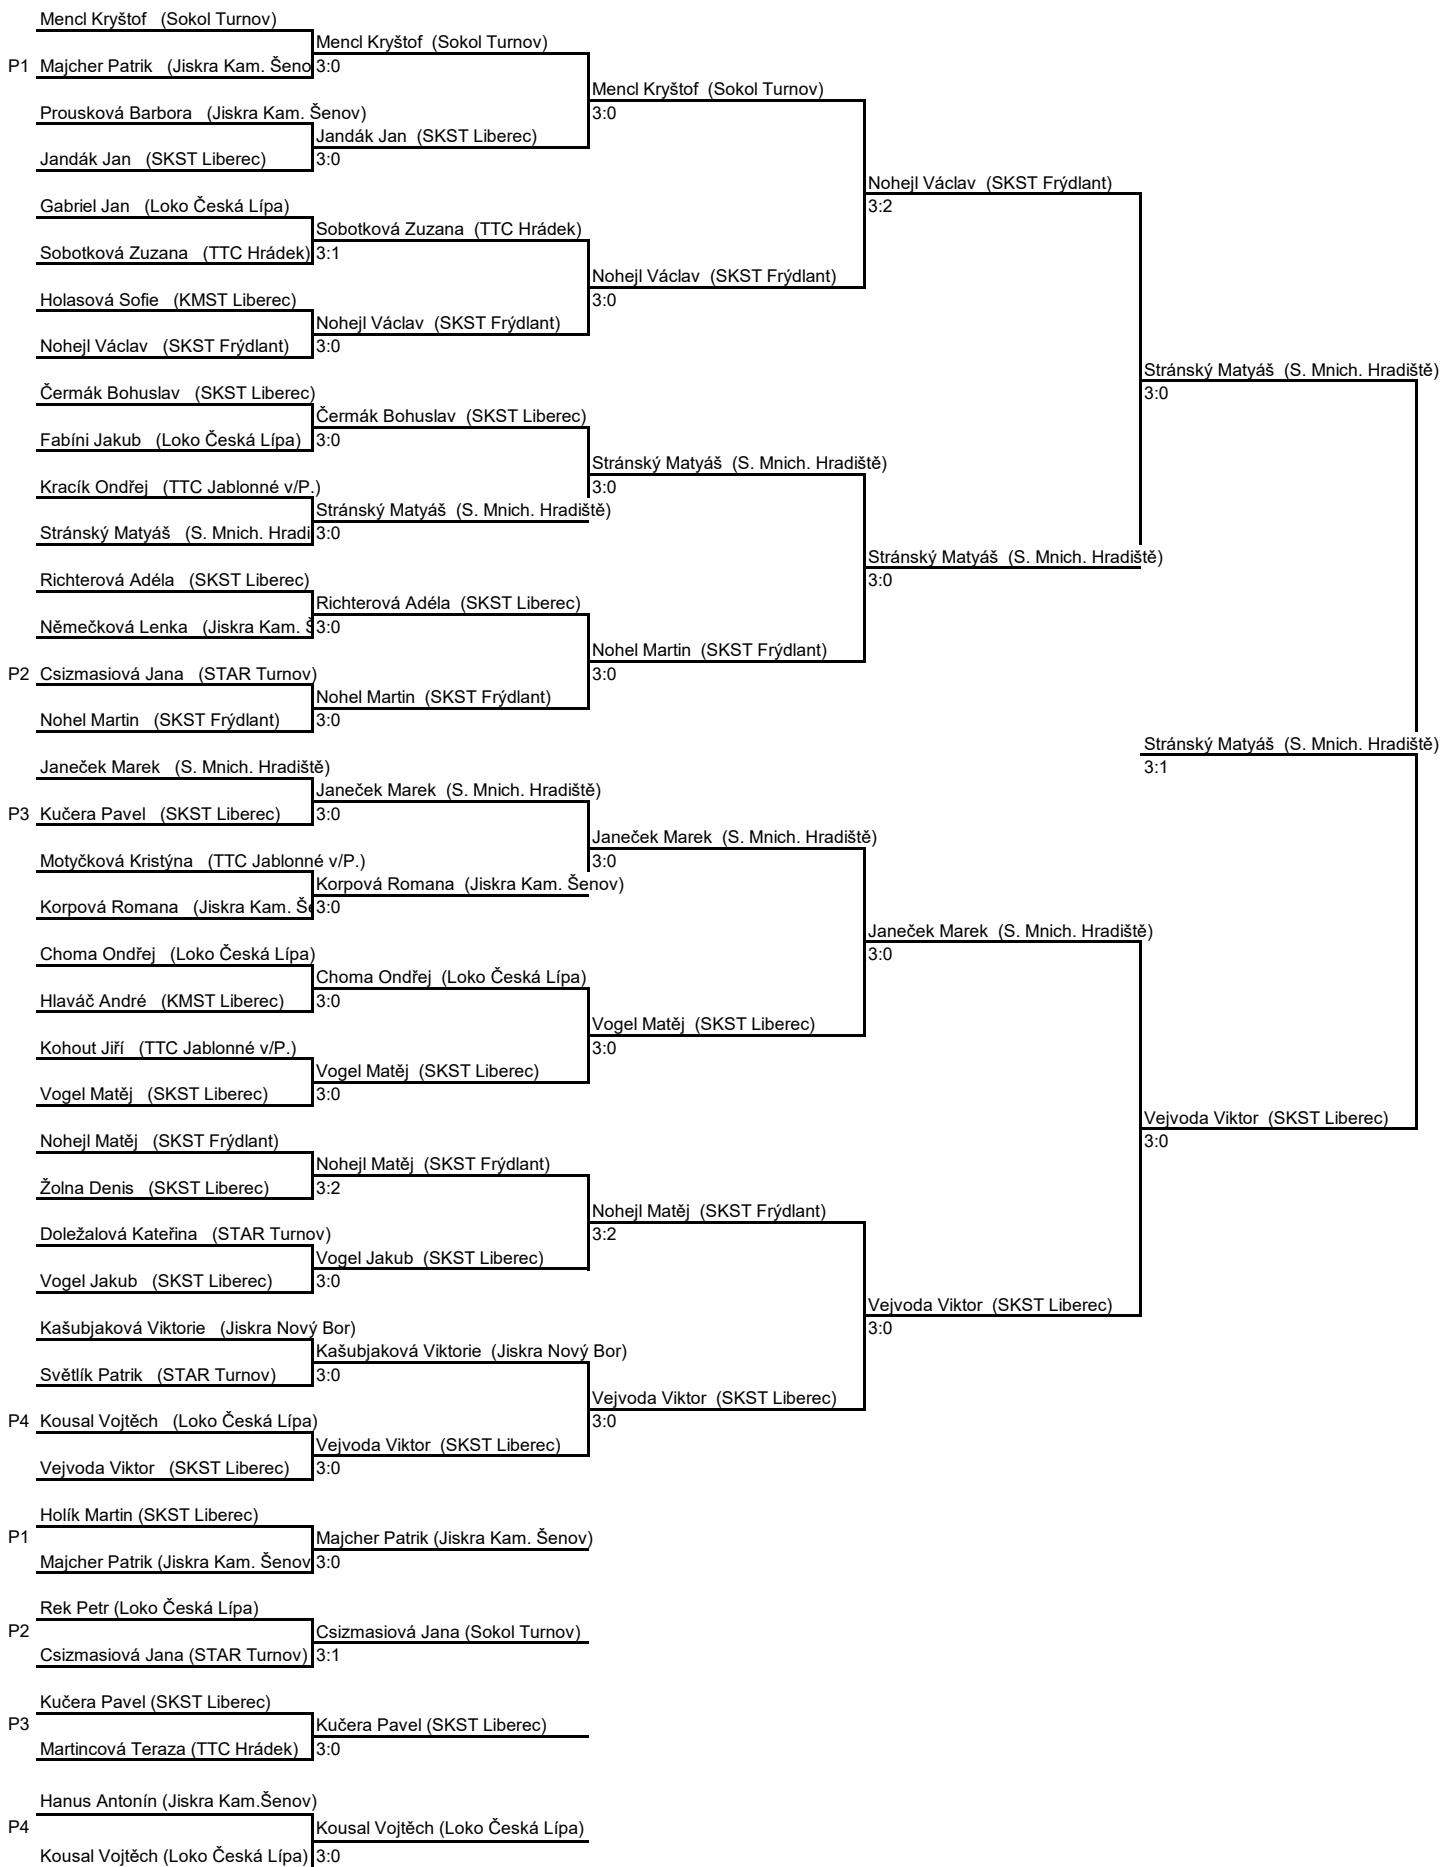 Mencl Kryštof (Sokol Turnov)
Mencl Kryštof (Sokol Turnov)
P1 Majcher Patrik (Jiskra Kam. Šeno 3:0
Mencl Kryštof (Sokol Turnov)
Prousková Barbora (Jiskra Kam. Šenov) 3:0
Jandák Jan (SKST Liberec)
Jandák Jan (SKST Liberec) 3:0
Nohejl Václav (SKST Frýdlant)
Gabriel Jan (Loko Česká Lípa) 3:2
Sobotková Zuzana (TTC Hrádek)
Sobotková Zuzana (TTC Hrádek) 3:1
Nohejl Václav (SKST Frýdlant)
Holasová Sofie (KMST Liberec) 3:0
Nohejl Václav (SKST Frýdlant)
Nohejl Václav (SKST Frýdlant) 3:0
Stránský Matyáš (S. Mnich. Hradiště)
Čermák Bohuslav (SKST Liberec) 3:0
Čermák Bohuslav (SKST Liberec)
Fabíni Jakub (Loko Česká Lípa) 3:0
Stránský Matyáš (S. Mnich. Hradiště)
Kracík Ondřej (TTC Jablonné v/P.) 3:0
Stránský Matyáš (S. Mnich. Hradiště)
Stránský Matyáš (S. Mnich. Hradi 3:0
Stránský Matyáš (S. Mnich. Hradiště)
Richterová Adéla (SKST Liberec) 3:0
Richterová Adéla (SKST Liberec)
Němečková Lenka (Jiskra Kam. Š 3:0
Nohel Martin (SKST Frýdlant)
P2 Csizmasiová Jana (STAR Turnov) 3:0
Nohel Martin (SKST Frýdlant)
Nohel Martin (SKST Frýdlant) 3:0
Stránský Matyáš (S. Mnich. Hradiště)
Janeček Marek (S. Mnich. Hradiště) 3:1
Janeček Marek (S. Mnich. Hradiště)
P3 Kučera Pavel (SKST Liberec) 3:0
Janeček Marek (S. Mnich. Hradiště)
Motyčková Kristýna (TTC Jablonné v/P.) 3:0
Korpová Romana (Jiskra Kam. Šenov)
Korpová Romana (Jiskra Kam. Še 3:0
Janeček Marek (S. Mnich. Hradiště)
Choma Ondřej (Loko Česká Lípa) 3:0
Choma Ondřej (Loko Česká Lípa)
Hlaváč André (KMST Liberec) 3:0
Vogel Matěj (SKST Liberec)
Kohout Jiří (TTC Jablonné v/P.) 3:0
Vogel Matěj (SKST Liberec)
Vogel Matěj (SKST Liberec) 3:0
Vejvoda Viktor (SKST Liberec)
Nohejl Matěj (SKST Frýdlant) 3:0
Nohejl Matěj (SKST Frýdlant)
Žolna Denis (SKST Liberec) 3:2
Nohejl Matěj (SKST Frýdlant)
Doležalová Kateřina (STAR Turnov) 3:2
Vogel Jakub (SKST Liberec)
Vogel Jakub (SKST Liberec) 3:0
Vejvoda Viktor (SKST Liberec)
Kašubjaková Viktorie (Jiskra Nový Bor) 3:0
Kašubjaková Viktorie (Jiskra Nový Bor)
Světlík Patrik (STAR Turnov) 3:0
Vejvoda Viktor (SKST Liberec)
P4 Kousal Vojtěch (Loko Česká Lípa) 3:0
Vejvoda Viktor (SKST Liberec)
Vejvoda Viktor (SKST Liberec) 3:0
Holík Martin (SKST Liberec)
P1 Majcher Patrik (Jiskra Kam. Šenov)
Majcher Patrik (Jiskra Kam. Šenov 3:0
Rek Petr (Loko Česká Lípa)
P2 Csizmasiová Jana (Sokol Turnov)
Csizmasiová Jana (STAR Turnov) 3:1
Kučera Pavel (SKST Liberec)
P3 Kučera Pavel (SKST Liberec)
Martincová Teraza (TTC Hrádek) 3:0
Hanus Antonín (Jiskra Kam.Šenov)
P4 Kousal Vojtěch (Loko Česká Lípa)
Kousal Vojtěch (Loko Česká Lípa) 3:0